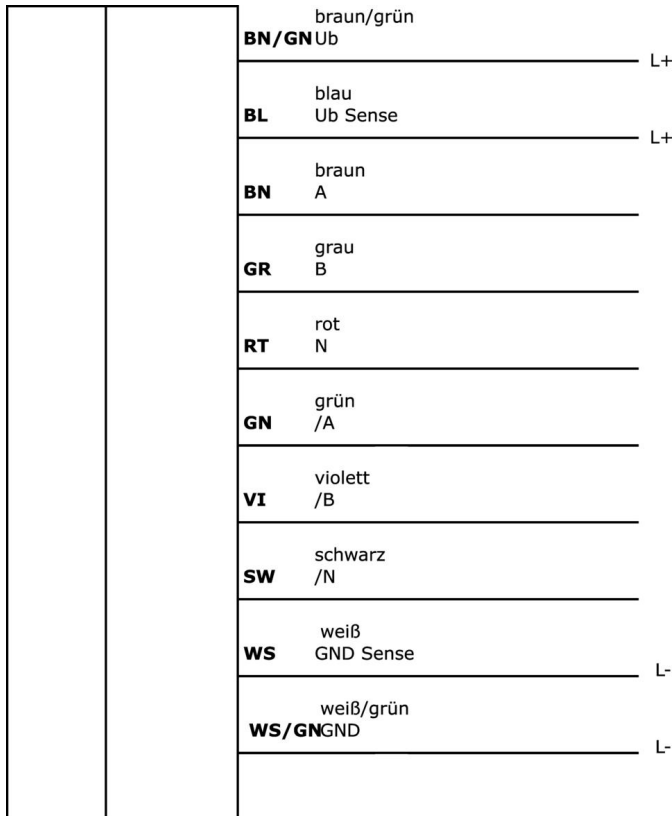 braun/grün
BN/GN Ub
L+
blau
BL Ub Sense
L+
braun
BN A
grau
GR B
rot
RT N
grün
GN /A
violett
VI /B
schwarz
SW /N
weiß
WS GND Sense
L-
weiß/grün
WS/GN GND
L-